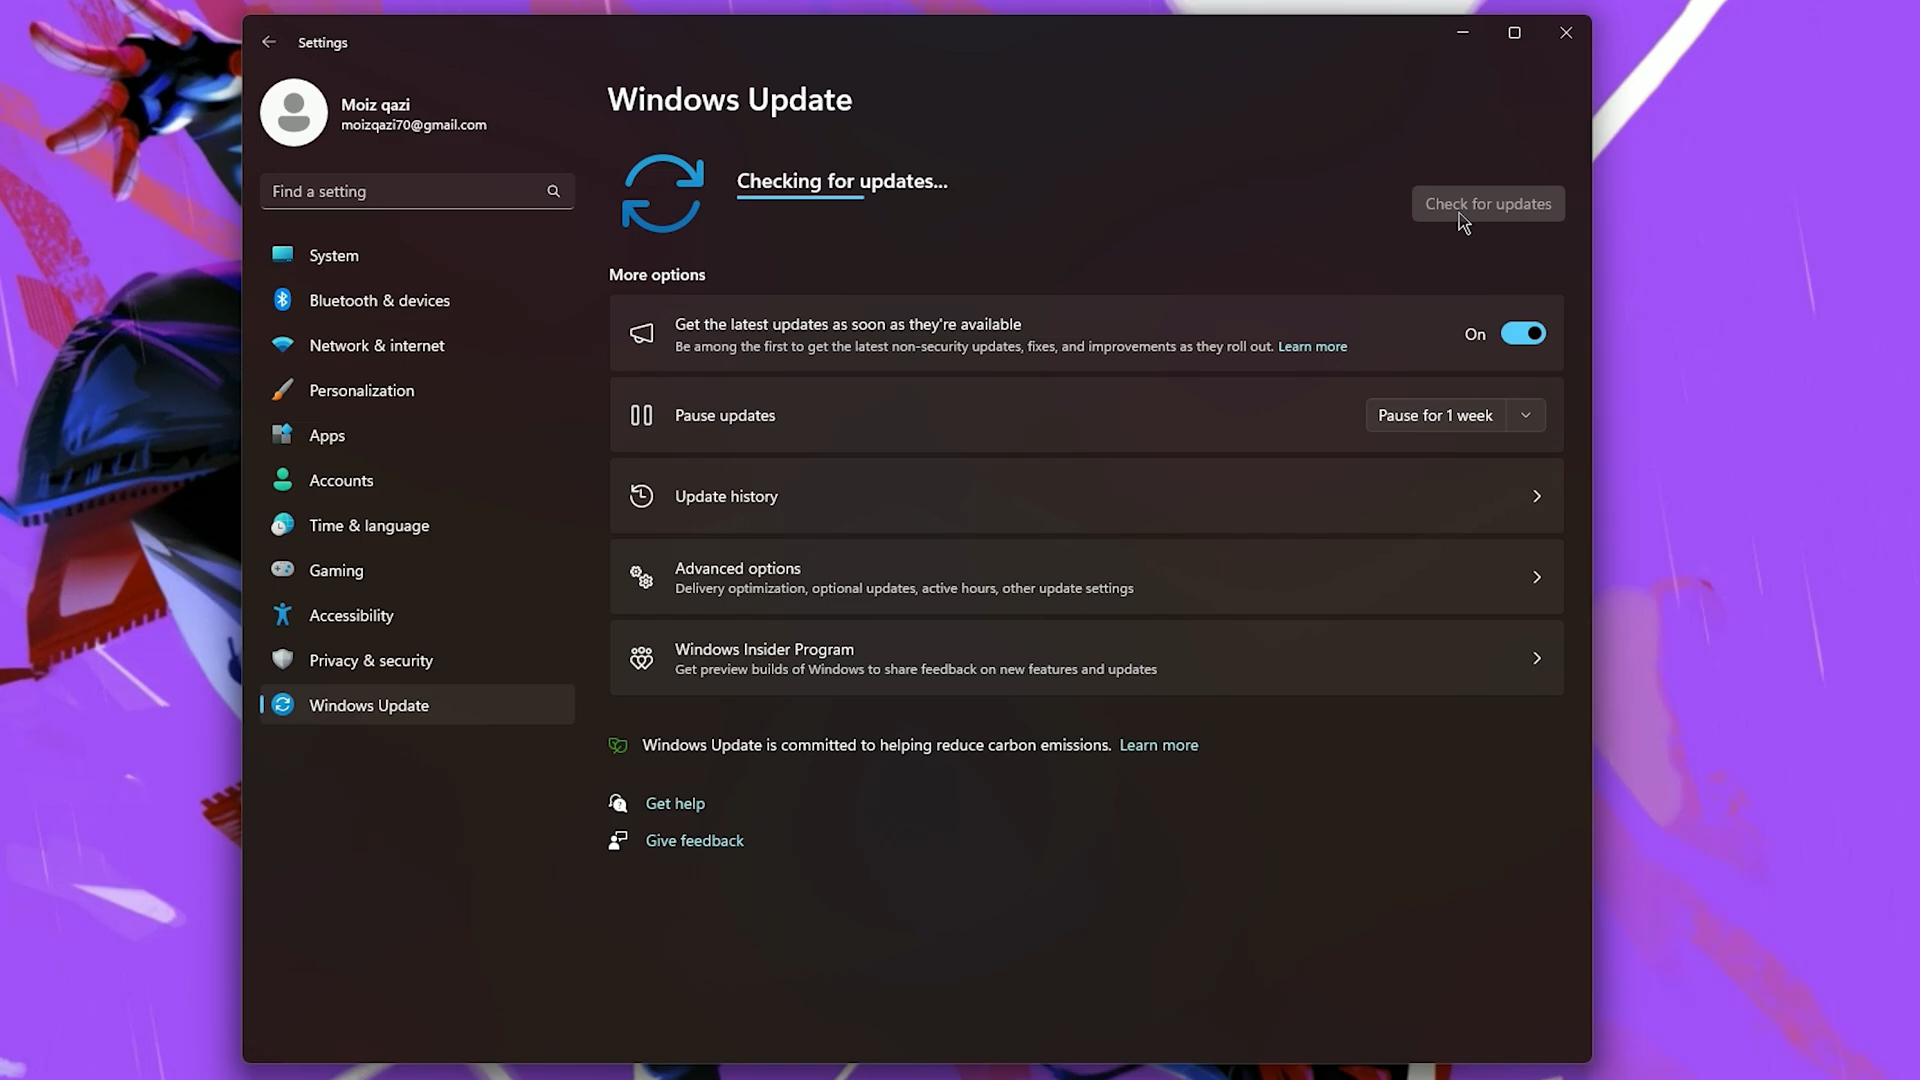 Settings
Moiz qazi
moizqazi70@gmail.com
Find a setting
System
Bluetooth & devices
Network & internet
Personalization
Apps
Accounts
Time & language
Gaming
Accessibility
Privacy & security
Windows Update
Windows Update
Checking for updates...
Check for updates
More options
Get the latest updates as soon as they're available
Be among the first to get the latest non-security updates, fixes, and improvements as they roll out. Learn more
On
Pause updates
Pause for 1 week
Update history
Advanced options
Delivery optimization, optional updates, active hours, other update settings
Windows Insider Program
Get preview builds of Windows to share feedback on new features and updates
Windows Update is committed to helping reduce carbon emissions. Learn more
Get help
Give feedback